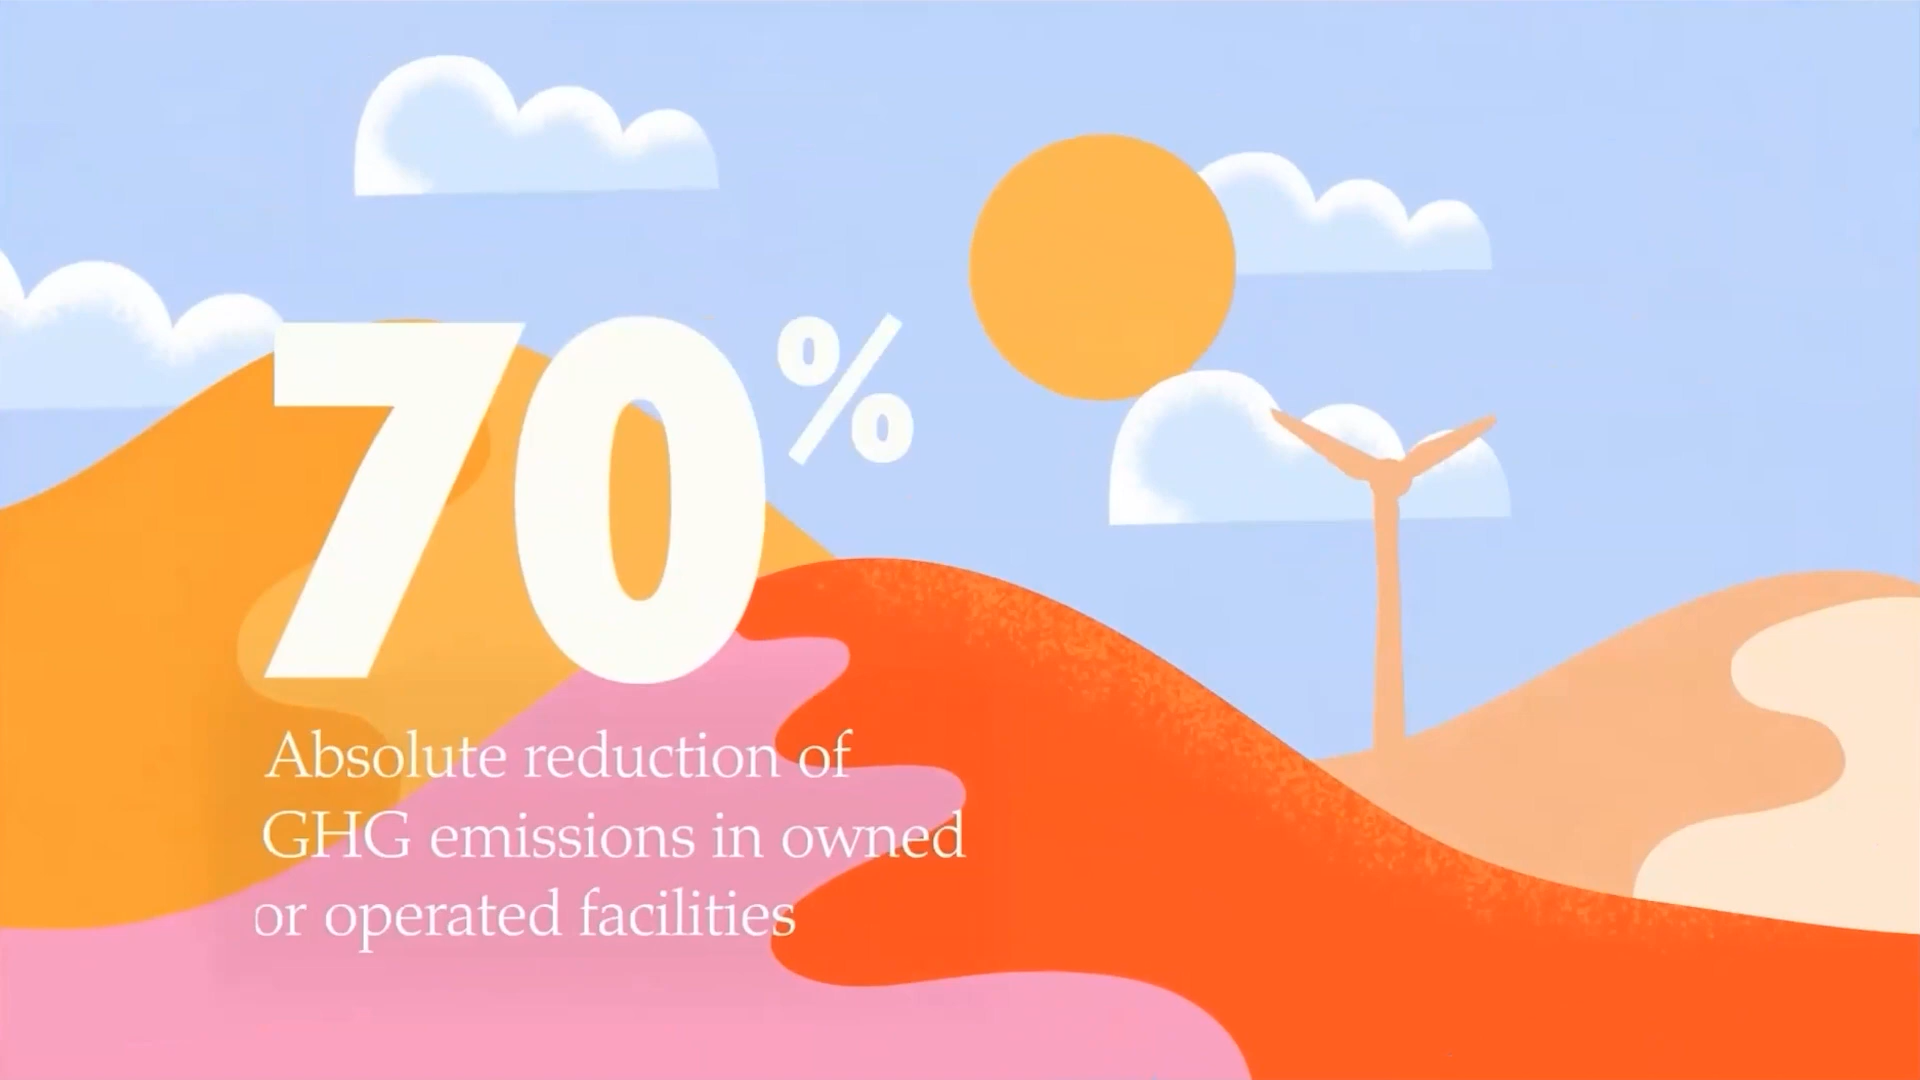 70%
Absolute reduction of
GHG emissions in owned
or operated facilities